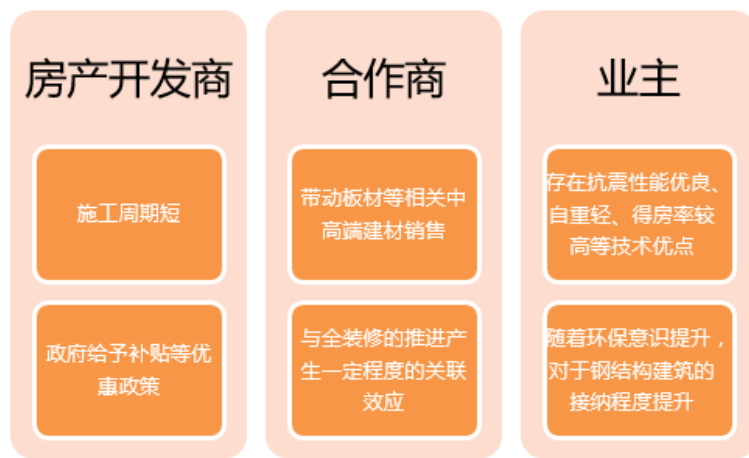 房产开发商
施工周期短
政府给予补贴等优
惠政策
合作商
带动板材等相关中
高端建材销售
与全装修的推进产
生一定程度的关联
效应
业主
存在抗震性能优良、
自重轻、得房率较
高等技术优点
随着环保意识提升，
对于钢结构建筑的
接纳程度提升